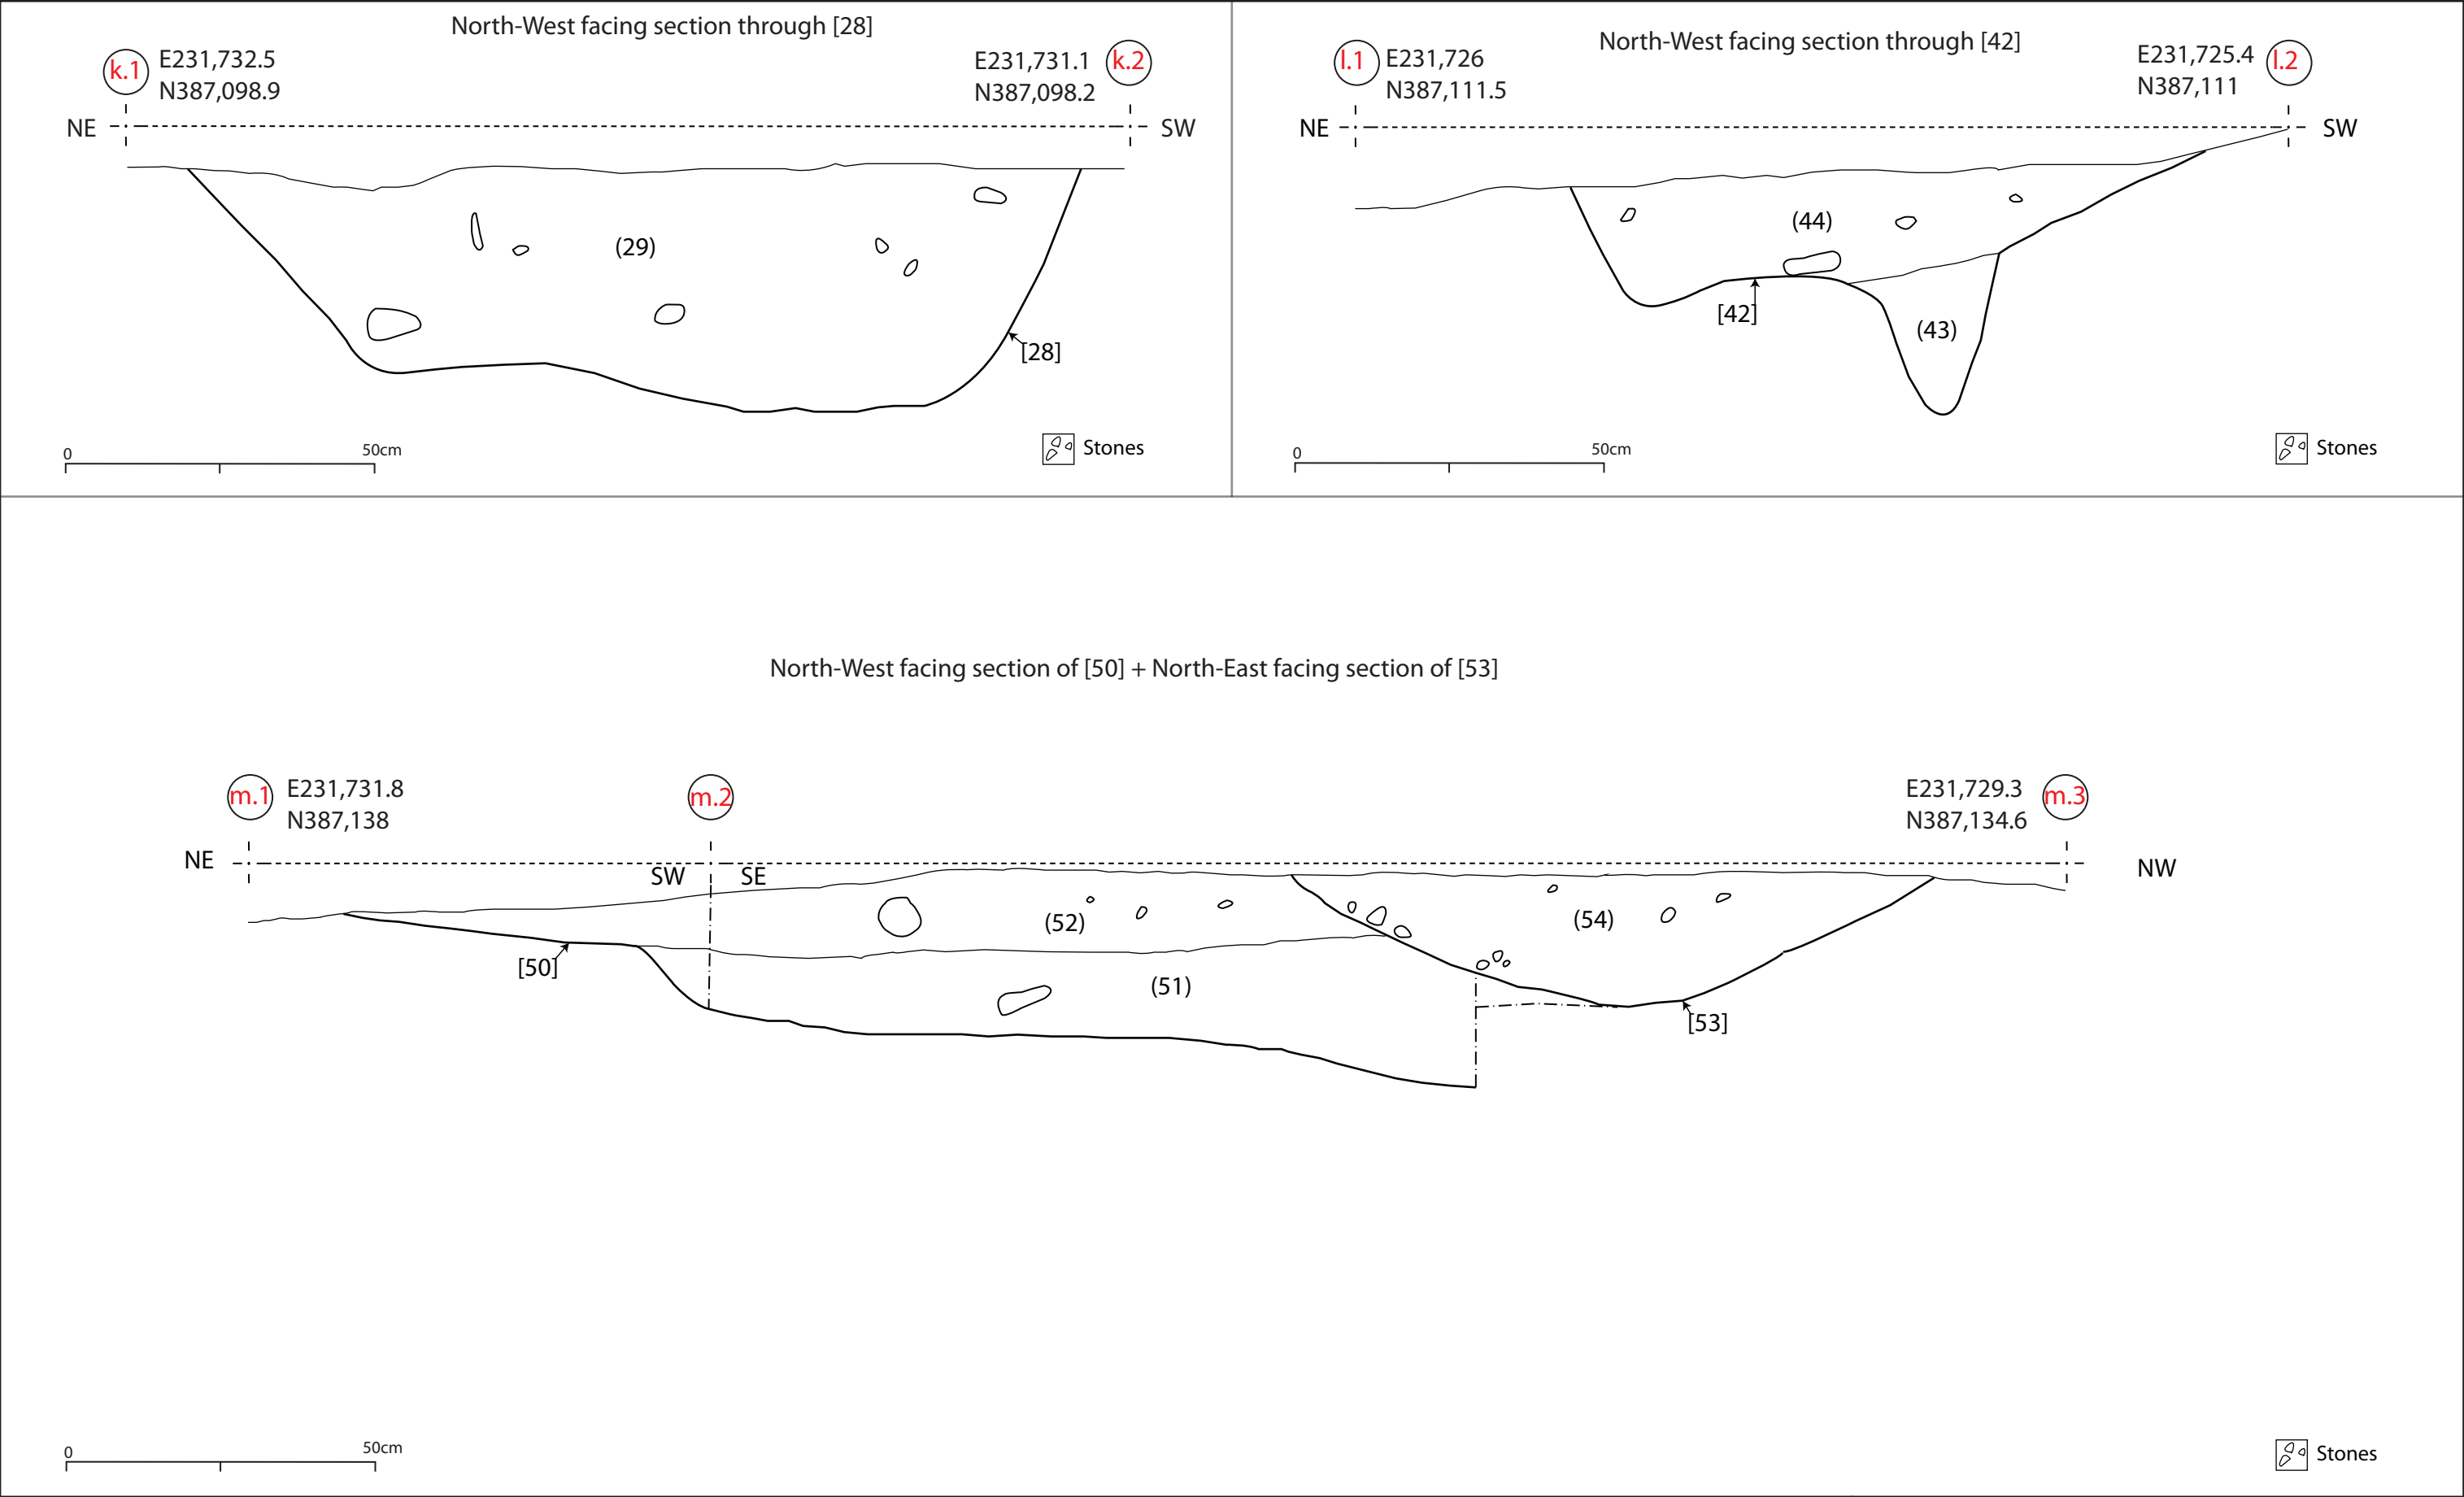 North-West facing section through [28]
k.1
E231,732.5
N387,098.9
E231,731.1
N387,098.2
k.2
NE
SW
(29)
[28]
0
50cm
Stones
North-West facing section through [42]
l.1
E231,726
N387,111.5
E231,725.4
N387,111
l.2
NE
SW
(44)
[42]
(43)
0
50cm
Stones
North-West facing section of [50] + North-East facing section of [53]
m.1
E231,731.8
N387,138
m.2
E231,729.3
N387,134.6
m.3
NE
SW
SE
NW
(52)
(54)
[50]
(51)
[53]
0
50cm
Stones